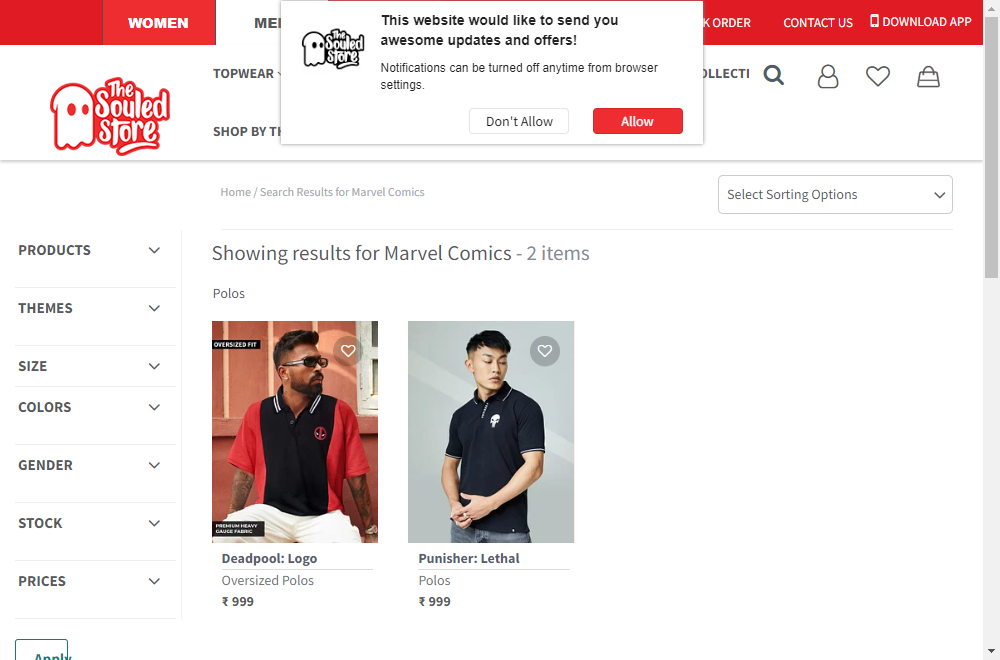 WOMEN
CONTACT US
DOWNLOAD APP
ORDER
This website would like to send you
awesome updates and offers!
Notifications can be turned off anytime from browser
settings.
Don't Allow
Allow
The
Souled
Store
TOPWEAR
SHOP BY
The
Souled
Store
Home / Search Results for Marvel Comics
Select Sorting Options
PRODUCTS
THEMES
SIZE
COLORS
GENDER
STOCK
PRICES
Apply
Showing results for Marvel Comics - 2 items
Polos
OVERSIZED FIT
PREMIUM HEAVY
GAUGE FABRIC
Deadpool: Logo
Oversized Polos
₹ 999
Punisher: Lethal
Polos
₹ 999